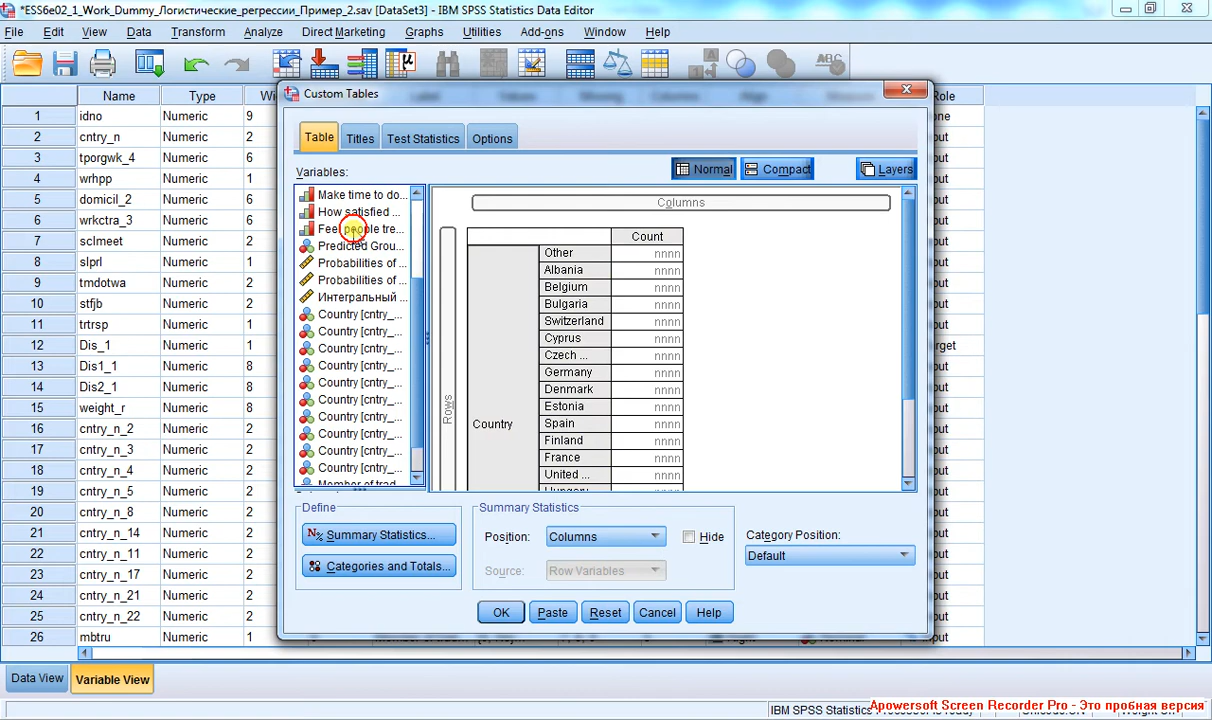 *ESS6e02_1_Work_Dummy_Логистические_регрессии_Пример_2.sav [DataSet3] - IBM SPSS Statistics Data Editor
File Edit View Data Transform Analyze Direct Marketing Graphs Utilities Add-ons Window Help
Name Type
1 idno Numeric 9
2 cntry_n Numeric 2
3 tporgwk_4 Numeric 6
4 wrhpp Numeric 1
5 domicil_2 Numeric 6
6 wrkctra_3 Numeric 6
7 sclmeet Numeric 2
8 slprl Numeric 1
9 tmdotwa Numeric 2
10 stfjb Numeric 2
11 trtrsp Numeric 1
12 Dis_1 Numeric 1
13 Dis1_1 Numeric 8
14 Dis2_1 Numeric 8
15 weight_r Numeric 8
16 cntry_n_2 Numeric 2
17 cntry_n_3 Numeric 2
18 cntry_n_4 Numeric 2
19 cntry_n_5 Numeric 2
20 cntry_n_8 Numeric 2
21 cntry_n_14 Numeric 2
22 cntry_n_11 Numeric 2
23 cntry_n_17 Numeric 2
24 cntry_n_21 Numeric 2
25 cntry_n_22 Numeric 2
26 mbtru Numeric 1
Role
Custom Tables
Table Titles Test Statistics Options
Variables:
Normal Compact Layers
Make time to do...
How satisfied ...
Feel people tre...
Predicted Grou...
Probabilities of ...
Probabilities of ...
Интегральный ...
Country [cntry_...
Country [cntry_...
Country [cntry_...
Country [cntry_...
Country [cntry_...
Country [cntry_...
Country [cntry_...
Country [cntry_...
Country [cntry_...
Country [cntry_...
Columns
Rows
Count
Country
Other nnnn
Albania nnnn
Belgium nnnn
Bulgaria nnnn
Switzerland nnnn
Cyprus nnnn
Czech ... nnnn
Germany nnnn
Denmark nnnn
Estonia nnnn
Spain nnnn
Finland nnnn
France nnnn
United ... nnnn
Define
Summary Statistics...
Categories and Totals...
Summary Statistics
Position: Columns Hide
Source: Row Variables
Category Position:
Default
OK Paste Reset Cancel Help
Data View Variable View
Apowersoft Screen Recorder Pro - Это пробная версия